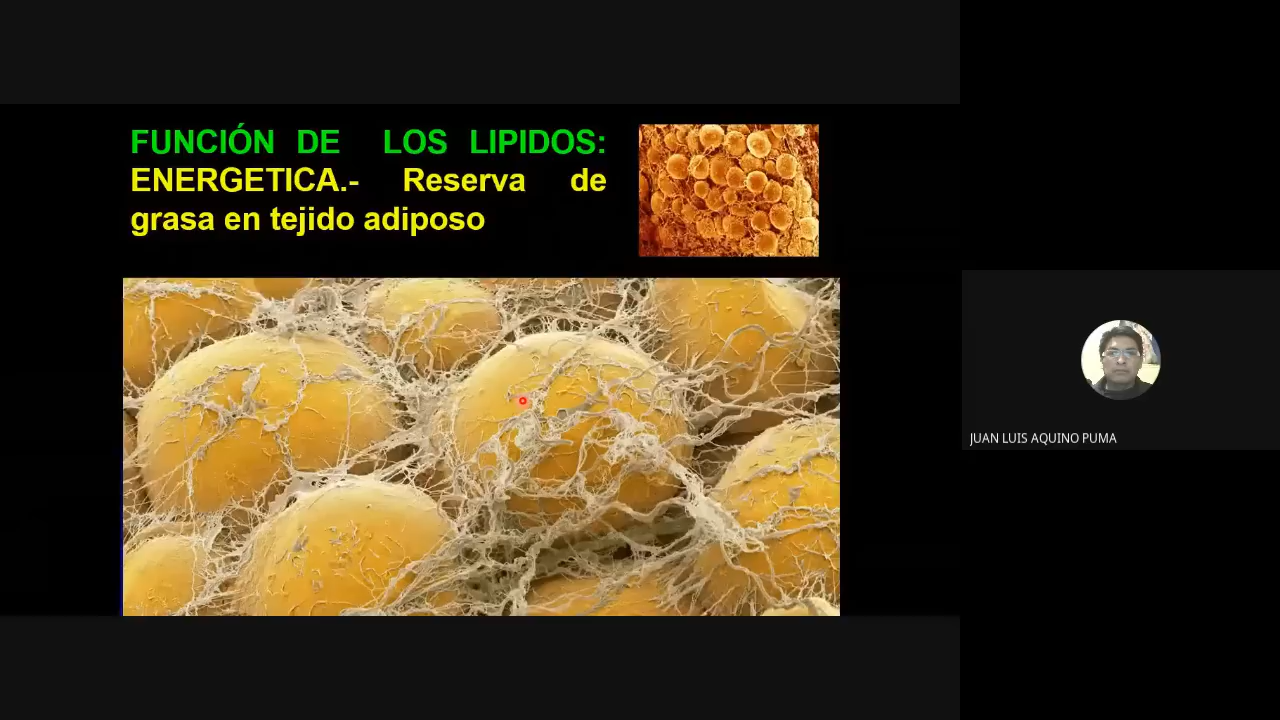 FUNCIÓN DE LOS LIPIDOS:
ENERGETICA.- Reserva de
grasa en tejido adiposo
JUAN LUIS AQUINO PUMA